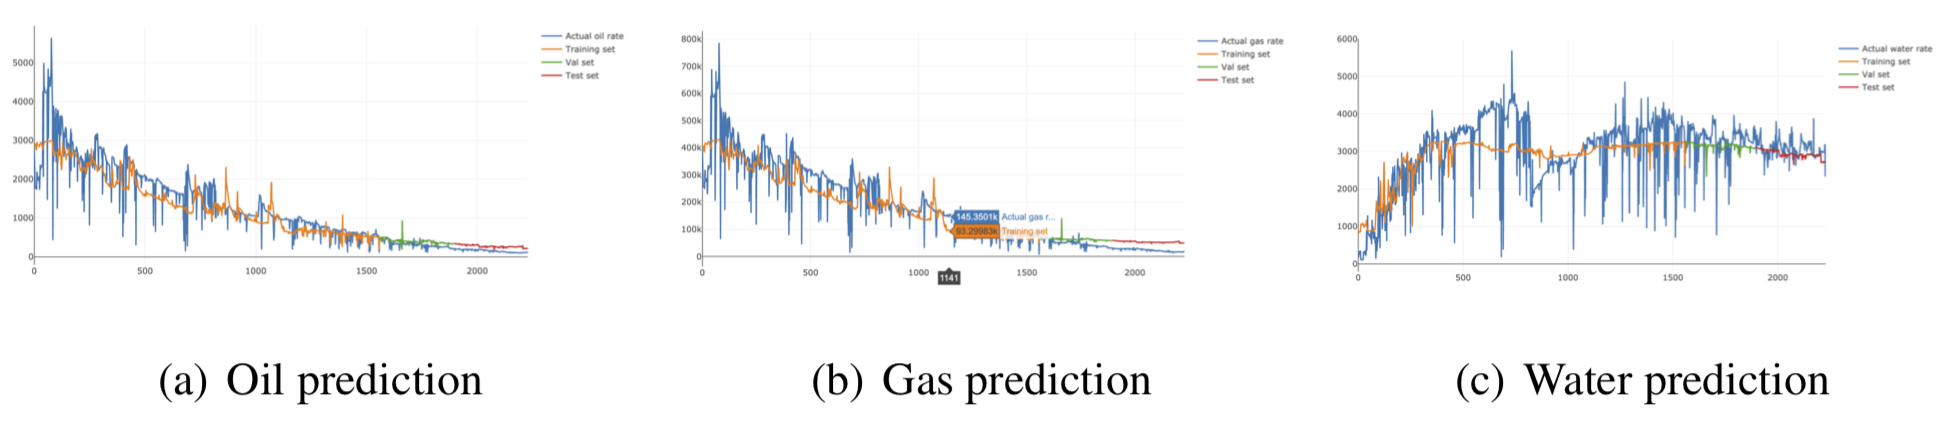 5000
4000
3000
2000
1000
0
0 500 1000 1500 2000
Actual oil rate
Training set
Val set
Test set
800k
700k
600k
500k
400k
300k
200k
100k
0
0 500 1000 1500 2000
145.3501k Actual gas r...
93.29983k Training set
1141
Actual gas rate
Training set
Val set
Test set
6000
5000
4000
3000
2000
1000
0
0 500 1000 1500 2000
Actual water rate
Training set
Val set
Test set
(a) Oil prediction
(b) Gas prediction
(c) Water prediction